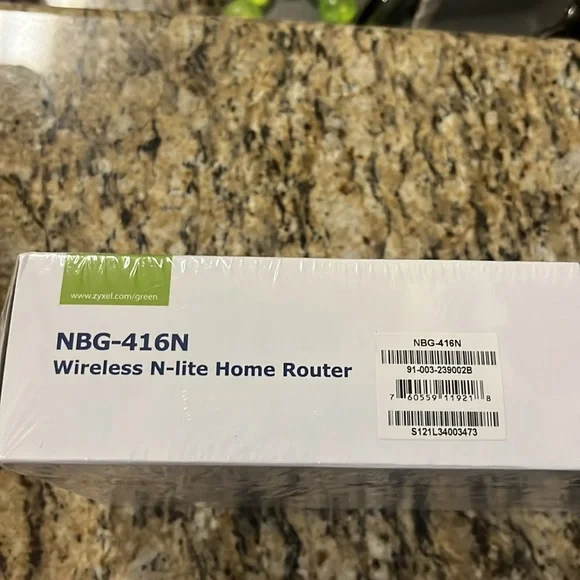 www.zyxel.com/green
NBG-416N
Wireless N-lite Home Router
NBG-416N
91-003-239002B
7 60559 11921 8
S121L34003473